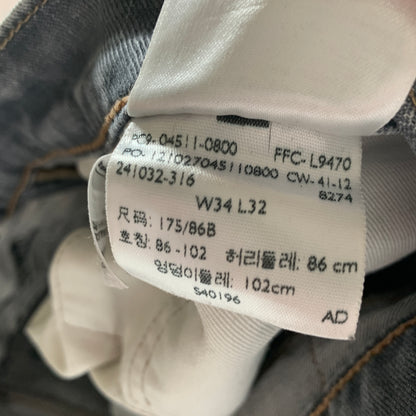 PC9-04511-0800 FFC-L9470
PO-121027045110800 CW-41-12
241032-316 8274
W34 L32
尺码: 175/86B
호칭: 86-102 허리둘레: 86 cm
엉덩이둘레: 102cm
S40196 AD